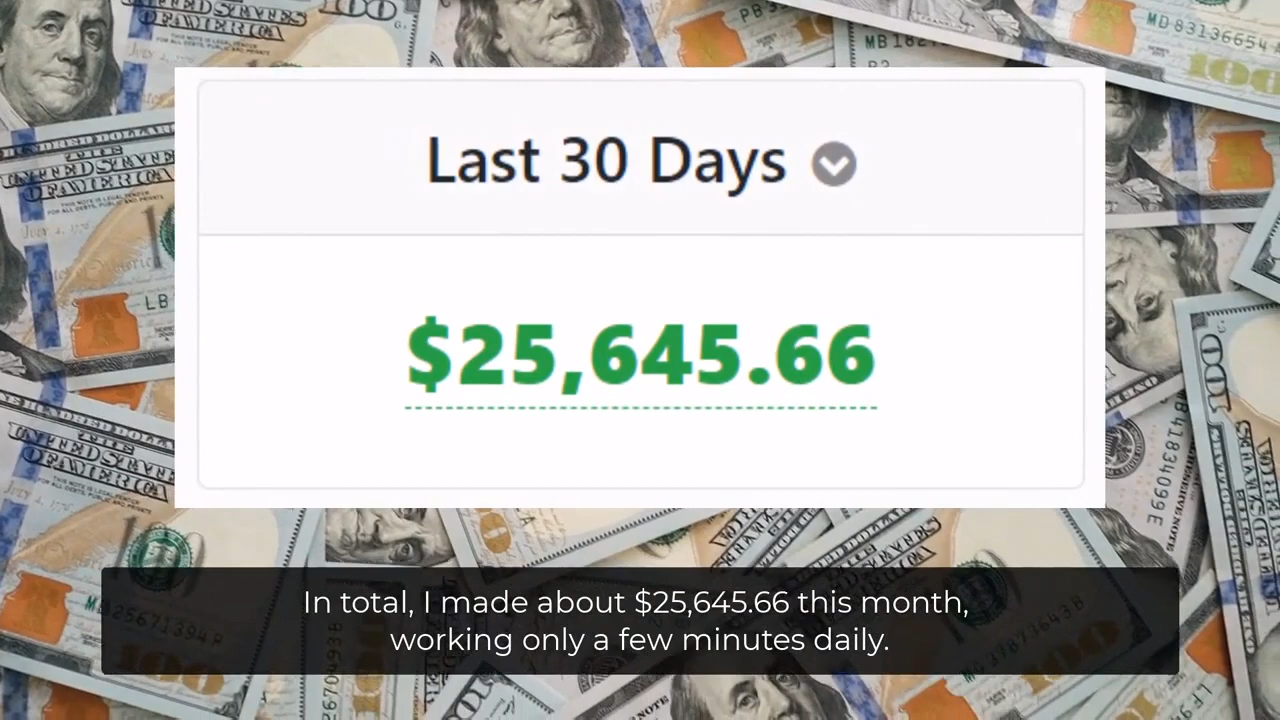 Last 30 Days
$25,645.66
In total, I made about $25,645.66 this month,
working only a few minutes daily.